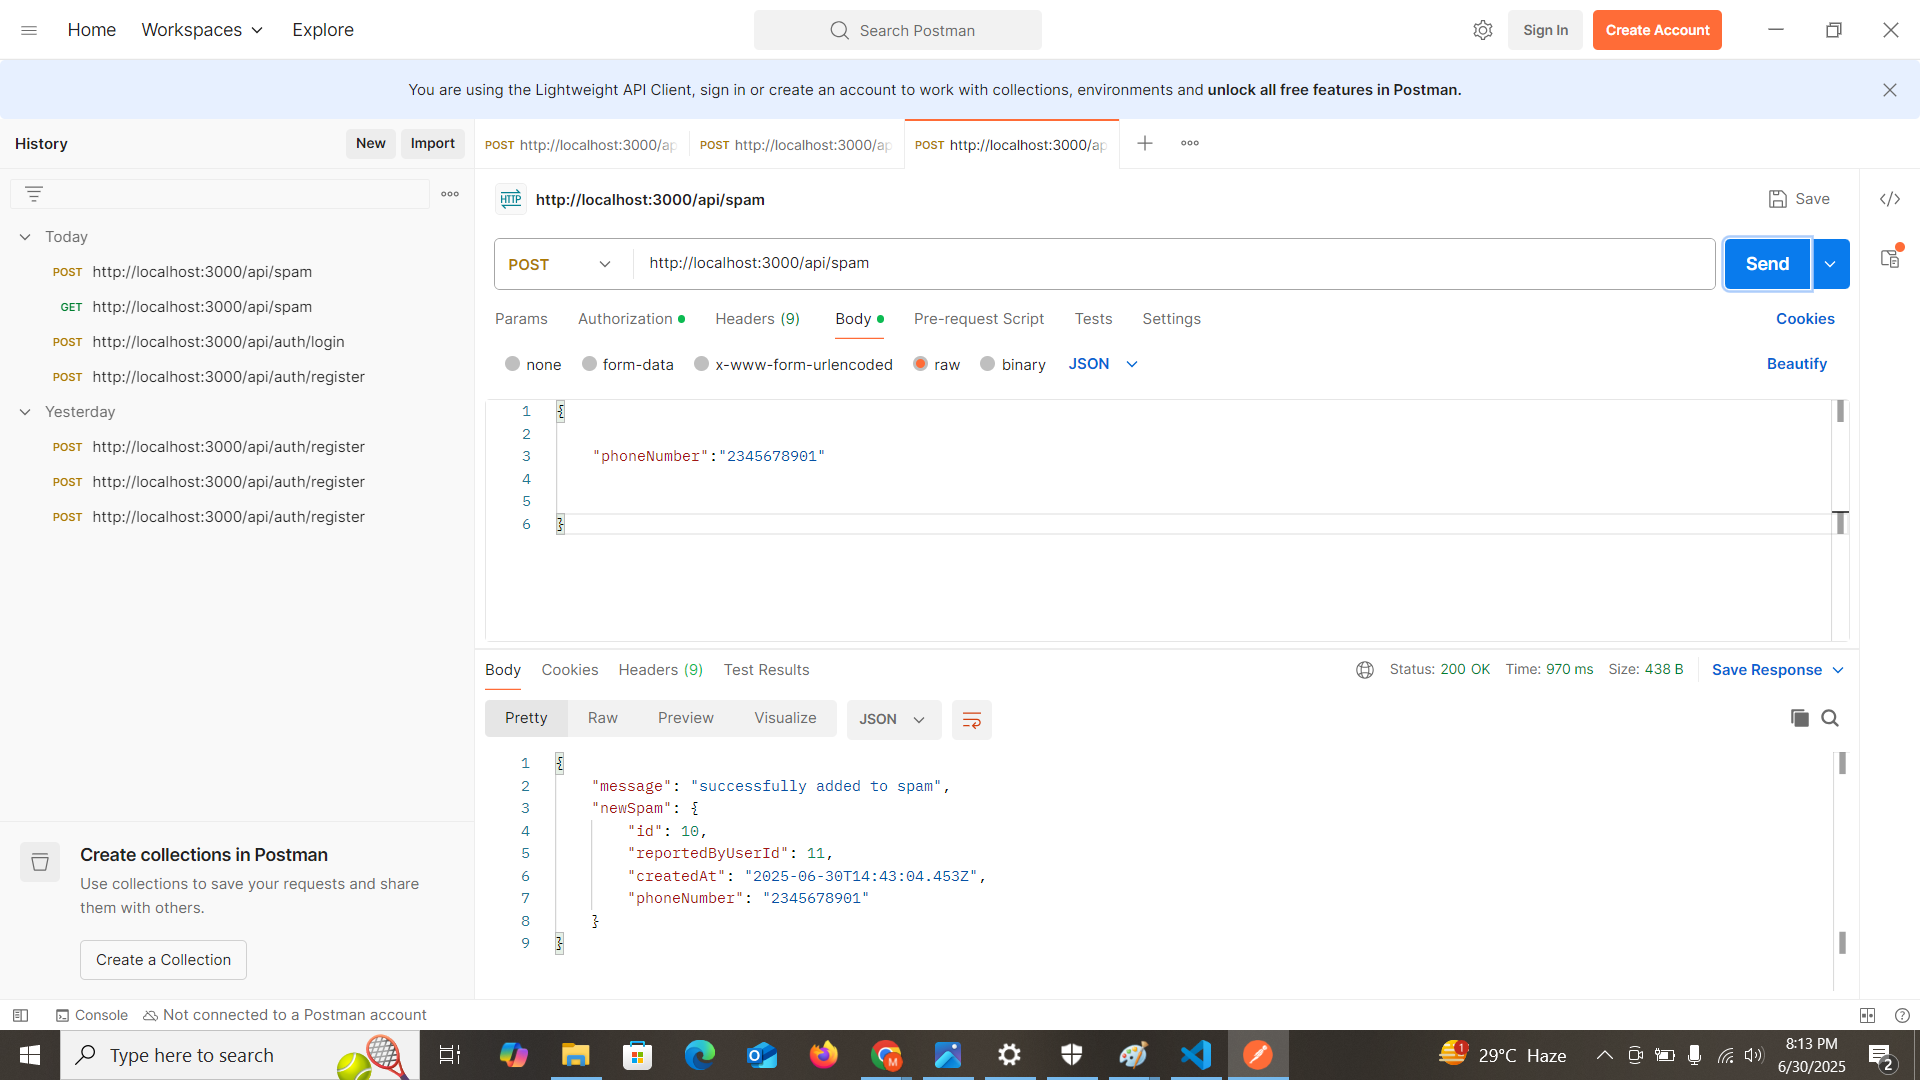 Home Workspaces Explore
Search Postman
Sign In Create Account
You are using the Lightweight API Client, sign in or create an account to work with collections, environments and unlock all free features in Postman.
History New Import
Today
POST http://localhost:3000/api/spam
GET http://localhost:3000/api/spam
POST http://localhost:3000/api/auth/login
POST http://localhost:3000/api/auth/register
Yesterday
POST http://localhost:3000/api/auth/register
POST http://localhost:3000/api/auth/register
POST http://localhost:3000/api/auth/register
Create collections in Postman
Use collections to save your requests and share
them with others.
Create a Collection
POST http://localhost:3000/ap POST http://localhost:3000/ap POST http://localhost:3000/ap
HTTP http://localhost:3000/api/spam Save
POST http://localhost:3000/api/spam Send
Params Authorization Headers (9) Body Pre-request Script Tests Settings Cookies
none form-data x-www-form-urlencoded raw binary JSON Beautify
1 {
2
3 "phoneNumber":"2345678901"
4
5
6 }
Body Cookies Headers (9) Test Results Status: 200 OK Time: 970 ms Size: 438 B Save Response
Pretty Raw Preview Visualize JSON
1 {
2 "message": "successfully added to spam",
3 "newSpam": {
4 "id": 10,
5 "reportedByUserId": 11,
6 "createdAt": "2025-06-30T14:43:04.453Z",
7 "phoneNumber": "2345678901"
8 }
9 }
Console Not connected to a Postman account
Type here to search
M
1 29°C Haze
8:13 PM
6/30/2025
2